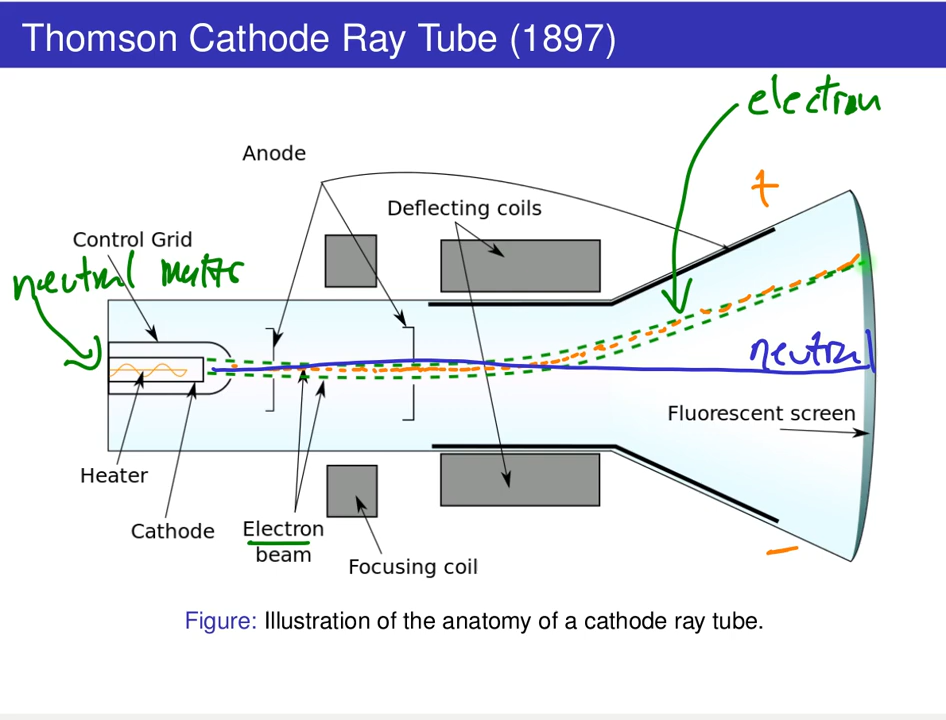 Thomson Cathode Ray Tube (1897)
electron
Anode
+
Deflecting coils
Control Grid
neutral matter
neutral
Fluorescent screen
Heater
Cathode
Electron
beam
Focusing coil
−
Figure: Illustration of the anatomy of a cathode ray tube.